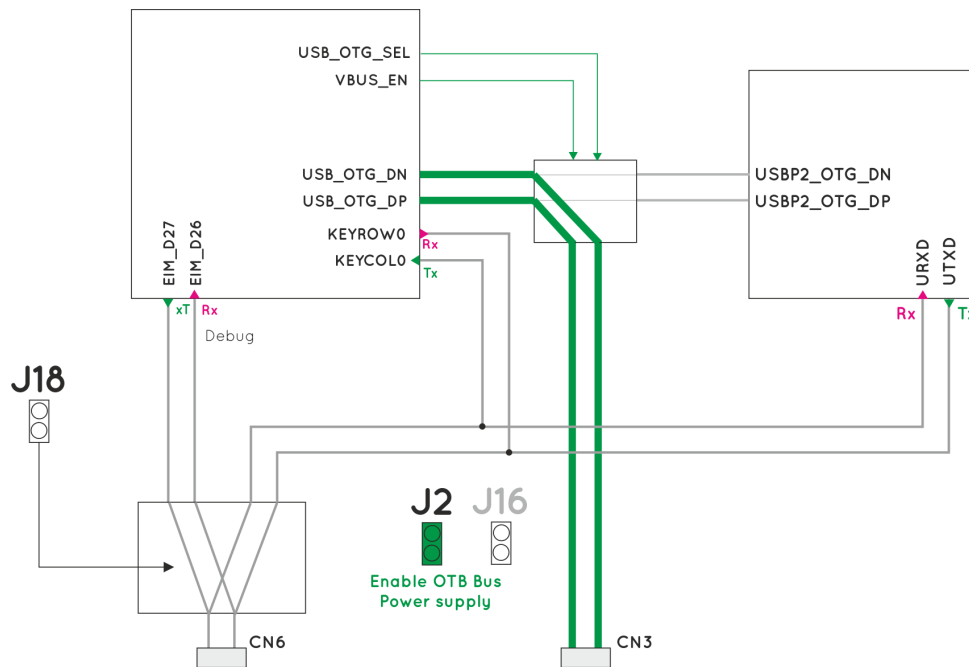 USB_OTG_SEL
VBUS_EN
USB_OTG_DN
USB_OTG_DP
USBP2_OTG_DN
USBP2_OTG_DP
KEYROW0
Rx
KEYCOL0
Tx
EIM_D27
EIM_D26
URXD
UTXD
xT
Rx
Rx
Tx
Debug
J18
J2
J16
Enable OTB Bus
Power supply
CN6
CN3